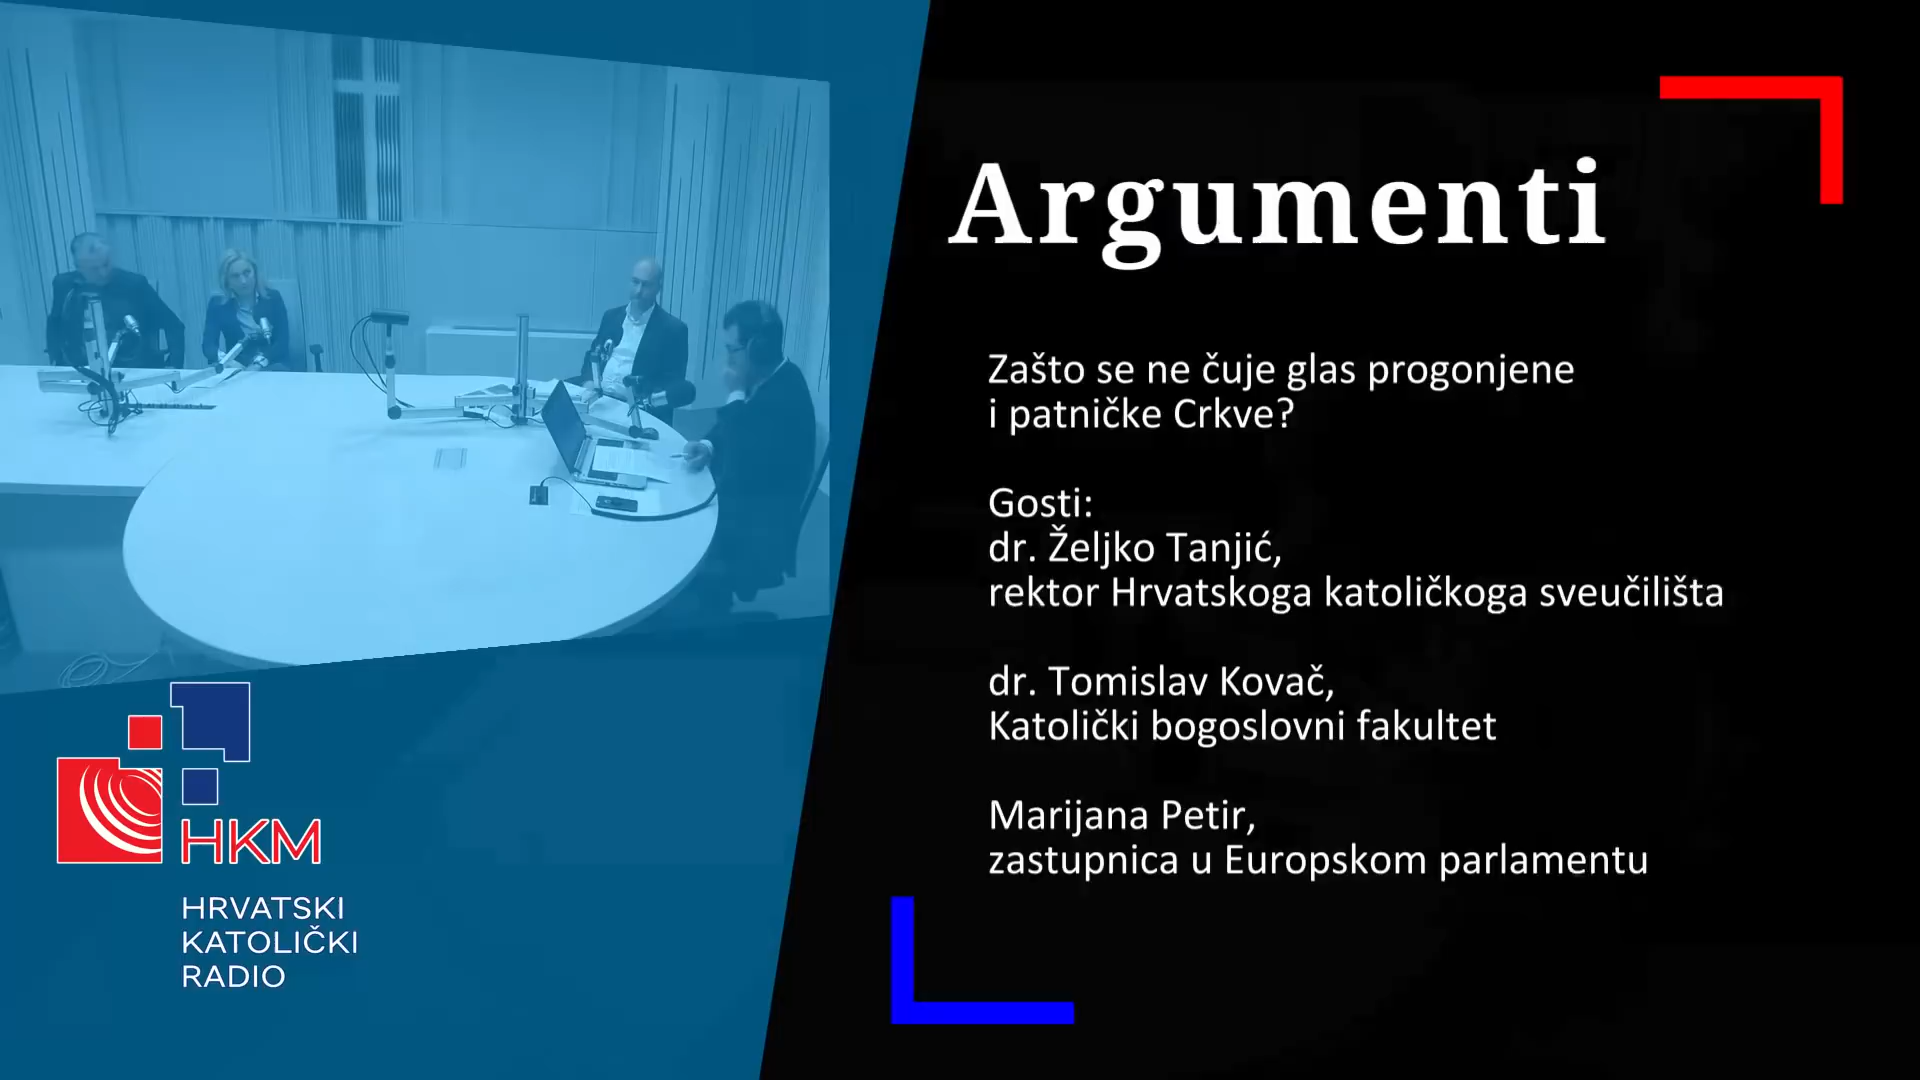 Argumenti
Zašto se ne čuje glas progonjene
i patničke Crkve?
Gosti:
dr. Željko Tanjić,
rektor Hrvatskoga katoličkoga sveučilišta
dr. Tomislav Kovač,
Katolički bogoslovni fakultet
Marijana Petir,
zastupnica u Europskom parlamentu
HKM
HRVATSKI
KATOLIČKI
RADIO